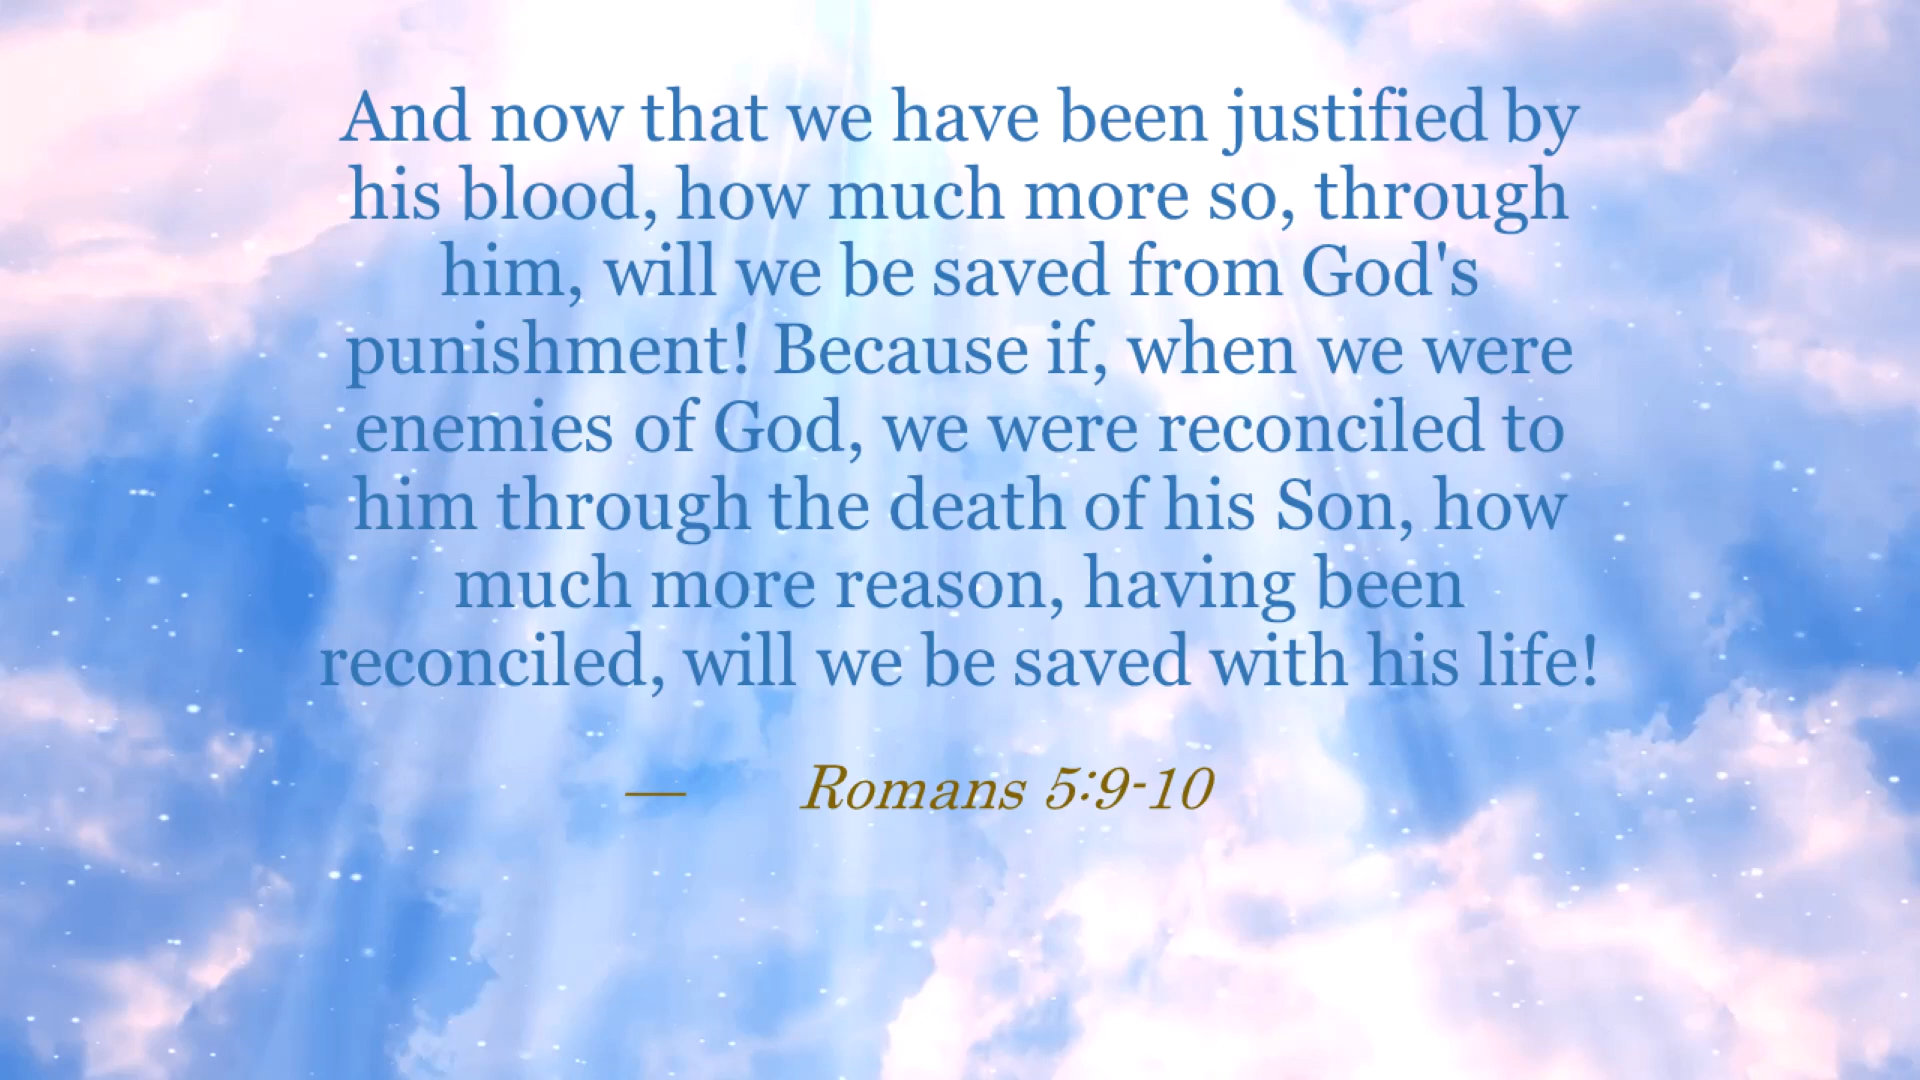 And now that we have been justified by
his blood, how much more so, through
him, will we be saved from God's
punishment! Because if, when we were
enemies of God, we were reconciled to
him through the death of his Son, how
much more reason, having been
reconciled, will we be saved with his life!
— Romans 5:9-10